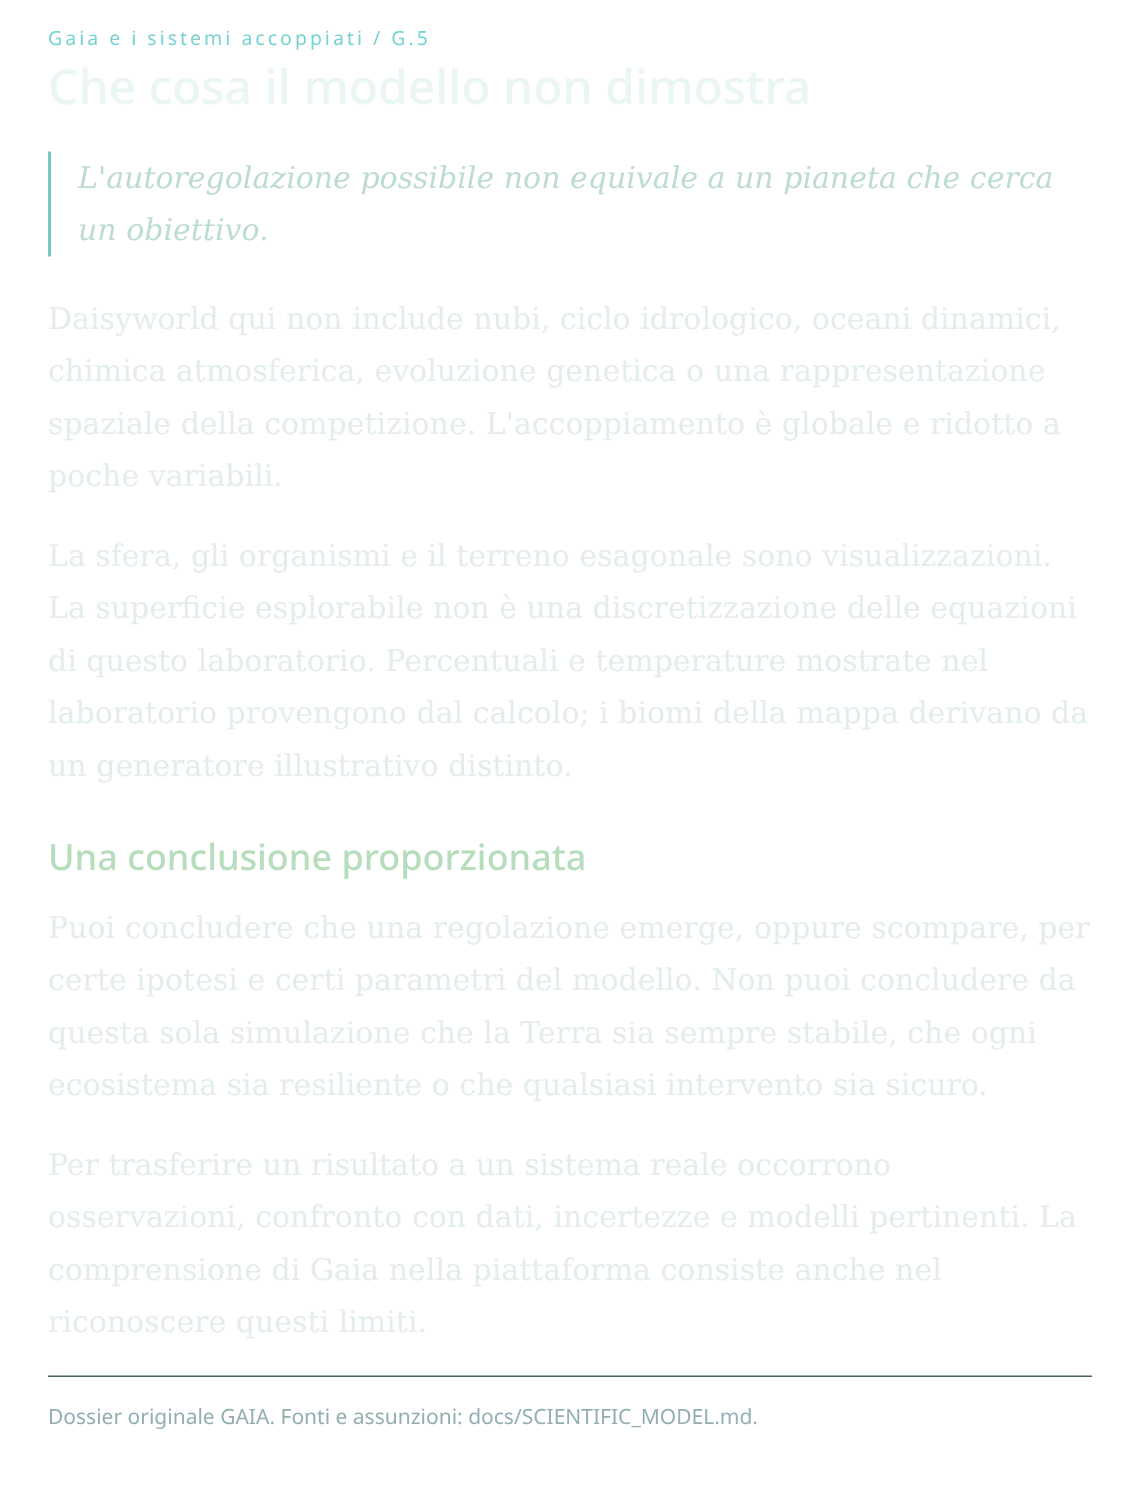 Gaia e i sistemi accoppiati / G.5
Che cosa il modello non dimostra
L'autoregolazione possibile non equivale a un pianeta che cerca
un obiettivo.
Daisyworld qui non include nubi, ciclo idrologico, oceani dinamici,
chimica atmosferica, evoluzione genetica o una rappresentazione
spaziale della competizione. L'accoppiamento è globale e ridotto a
poche variabili.
La sfera, gli organismi e il terreno esagonale sono visualizzazioni.
La superficie esplorabile non è una discretizzazione delle equazioni
di questo laboratorio. Percentuali e temperature mostrate nel
laboratorio provengono dal calcolo; i biomi della mappa derivano da
un generatore illustrativo distinto.
Una conclusione proporzionata
Puoi concludere che una regolazione emerge, oppure scompare, per
certe ipotesi e certi parametri del modello. Non puoi concludere da
questa sola simulazione che la Terra sia sempre stabile, che ogni
ecosistema sia resiliente o che qualsiasi intervento sia sicuro.
Per trasferire un risultato a un sistema reale occorrono
osservazioni, confronto con dati, incertezze e modelli pertinenti. La
comprensione di Gaia nella piattaforma consiste anche nel
riconoscere questi limiti.
Dossier originale GAIA. Fonti e assunzioni: docs/SCIENTIFIC_MODEL.md.